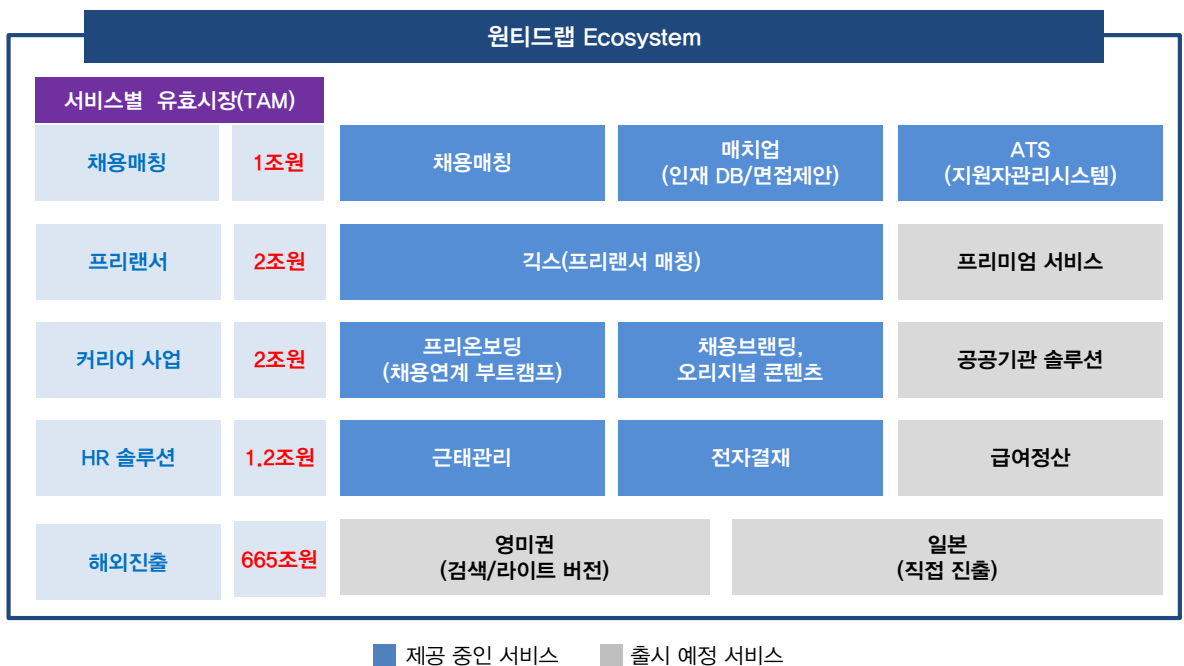 원티드랩 Ecosystem
서비스별 유효시장(TAM)
채용매칭
1조원
채용매칭
매치업
(인재 DB/면접제안)
ATS
(지원자관리시스템)
프리랜서
2조원
긱스(프리랜서 매칭)
프리미엄 서비스
커리어 사업
2조원
프리온보딩
(채용연계 부트캠프)
채용브랜딩,
오리지널 콘텐츠
공공기관 솔루션
HR 솔루션
1.2조원
근태관리
전자결재
급여정산
해외진출
665조원
영미권
(검색/라이트 버전)
일본
(직접 진출)
제공 중인 서비스
출시 예정 서비스